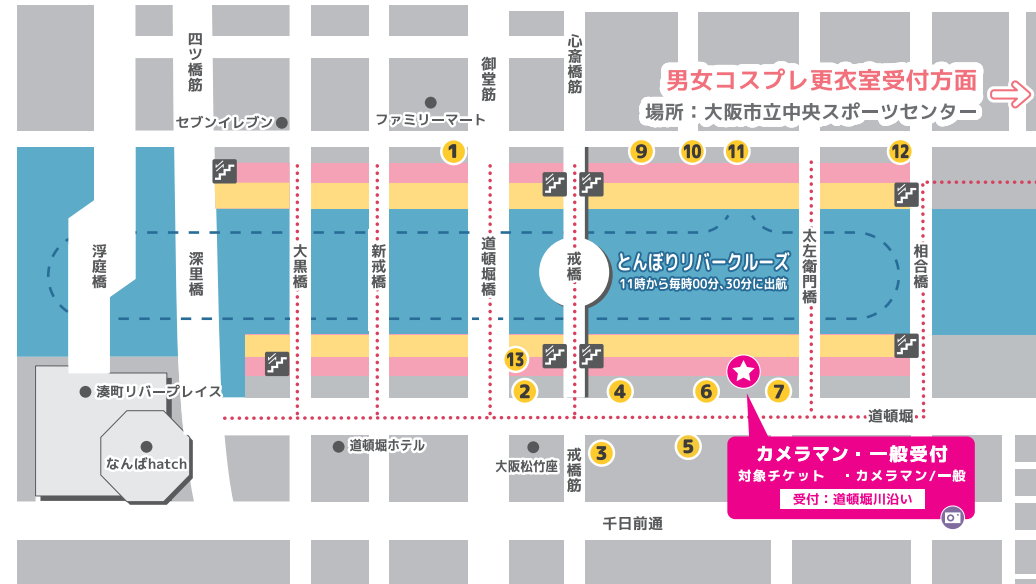 四ツ橋筋
御堂筋
心斎橋筋
男女コスプレ更衣室受付方面
場所：大阪市立中央スポーツセンター
セブンイレブン
ファミリーマート
1
9
10
11
12
浮庭橋
深里橋
大黒橋
新戎橋
道頓堀橋
戎橋
とんぼりリバークルーズ
11時から毎時00分、30分に出航
太左衛門橋
相合橋
13
2
4
6
7
湊町リバープレイス
道頓堀
なんばhatch
道頓堀ホテル
大阪松竹座
戎橋筋
3
5
カメラマン・一般受付
対象チケット ・カメラマン/一般
受付：道頓堀川沿い
千日前通